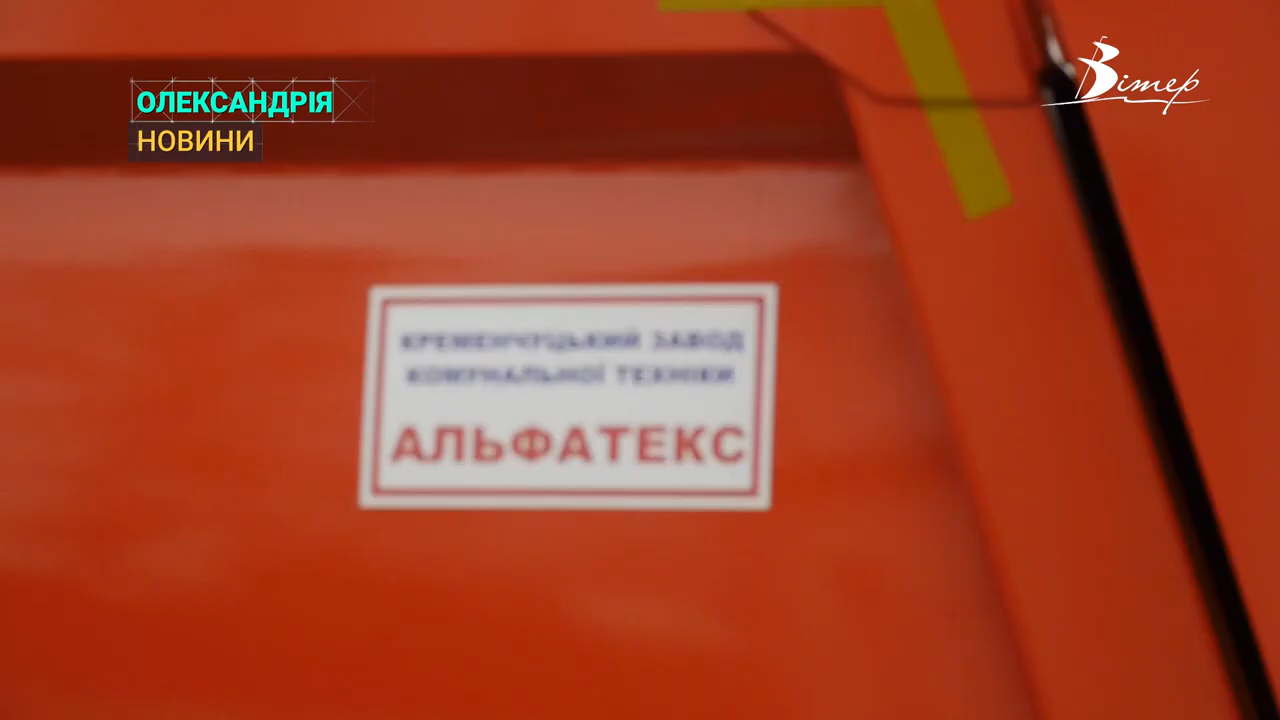 ОЛЕКСАНДРІЯ
НОВИНИ
Вітер
КРЕМЕНЧУЦЬКИЙ ЗАВОД
КОМУНАЛЬНОЇ ТЕХНІКИ
АЛЬФАТЕКС